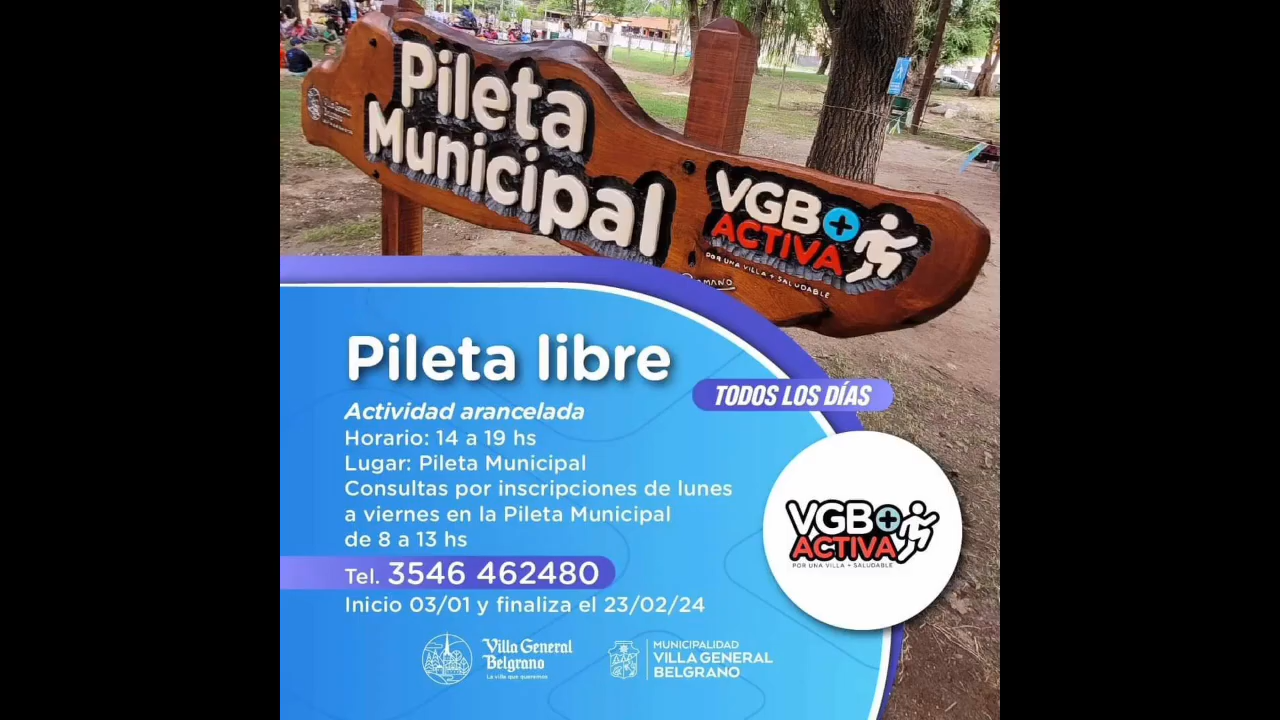 Pileta
Municipal
VGB+
ACTIVA
POR UNA VILLA + SALUDABLE
Pileta libre
TODOS LOS DÍAS
Actividad arancelada
Horario: 14 a 19 hs
Lugar: Pileta Municipal
Consultas por inscripciones de lunes
a viernes en la Pileta Municipal
de 8 a 13 hs
Tel. 3546 462480
Inicio 03/01 y finaliza el 23/02/24
VGB+
ACTIVA
POR UNA VILLA + SALUDABLE
Villa General
Belgrano
La villa que queremos
MUNICIPALIDAD
VILLA GENERAL
BELGRANO